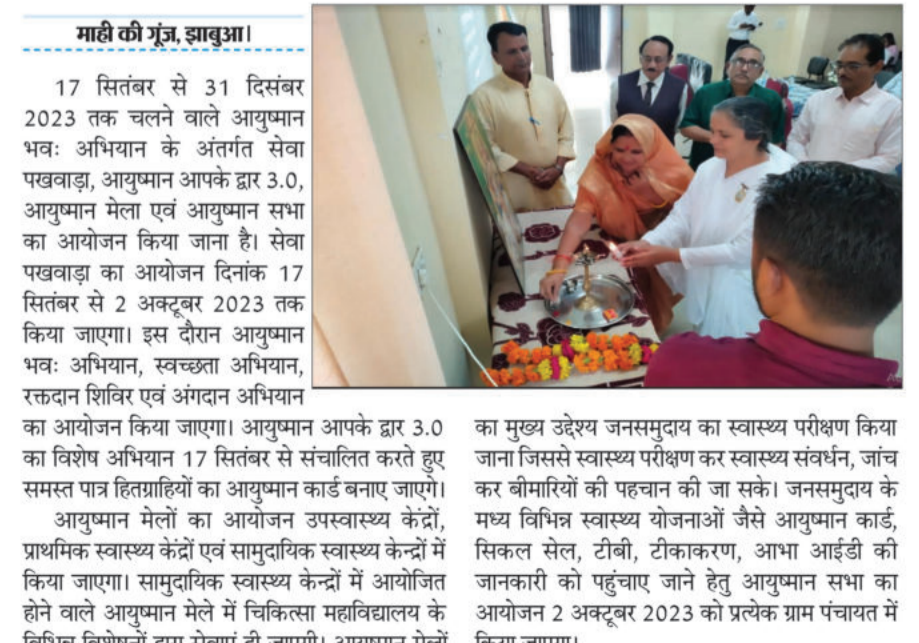 माही की गूंज, झाबुआ।
17 सितंबर से 31 दिसंबर
2023 तक चलने वाले आयुष्मान
भवः अभियान के अंतर्गत सेवा
पखवाड़ा, आयुष्मान आपके द्वार 3.0,
आयुष्मान मेला एवं आयुष्मान सभा
का आयोजन किया जाना है। सेवा
पखवाड़ा का आयोजन दिनांक 17
सितंबर से 2 अक्टूबर 2023 तक
किया जाएगा। इस दौरान आयुष्मान
भवः अभियान, स्वच्छता अभियान,
रक्तदान शिविर एवं अंगदान अभियान
का आयोजन किया जाएगा। आयुष्मान आपके द्वार 3.0
का विशेष अभियान 17 सितंबर से संचालित करते हुए
समस्त पात्र हितग्राहियों का आयुष्मान कार्ड बनाए जाएगे।
आयुष्मान मेलों का आयोजन उपस्वास्थ्य केंद्रों,
प्राथमिक स्वास्थ्य केंद्रों एवं सामुदायिक स्वास्थ्य केन्द्रों में
किया जाएगा। सामुदायिक स्वास्थ्य केन्द्रों में आयोजित
होने वाले आयुष्मान मेले में चिकित्सा महाविद्यालय के
का मुख्य उद्देश्य जनसमुदाय का स्वास्थ्य परीक्षण किया
जाना जिससे स्वास्थ्य परीक्षण कर स्वास्थ्य संवर्धन, जांच
कर बीमारियों की पहचान की जा सके। जनसमुदाय के
मध्य विभिन्न स्वास्थ्य योजनाओं जैसे आयुष्मान कार्ड,
सिकल सेल, टीबी, टीकाकरण, आभा आईडी की
जानकारी को पहुंचाए जाने हेतु आयुष्मान सभा का
आयोजन 2 अक्टूबर 2023 को प्रत्येक ग्राम पंचायत में